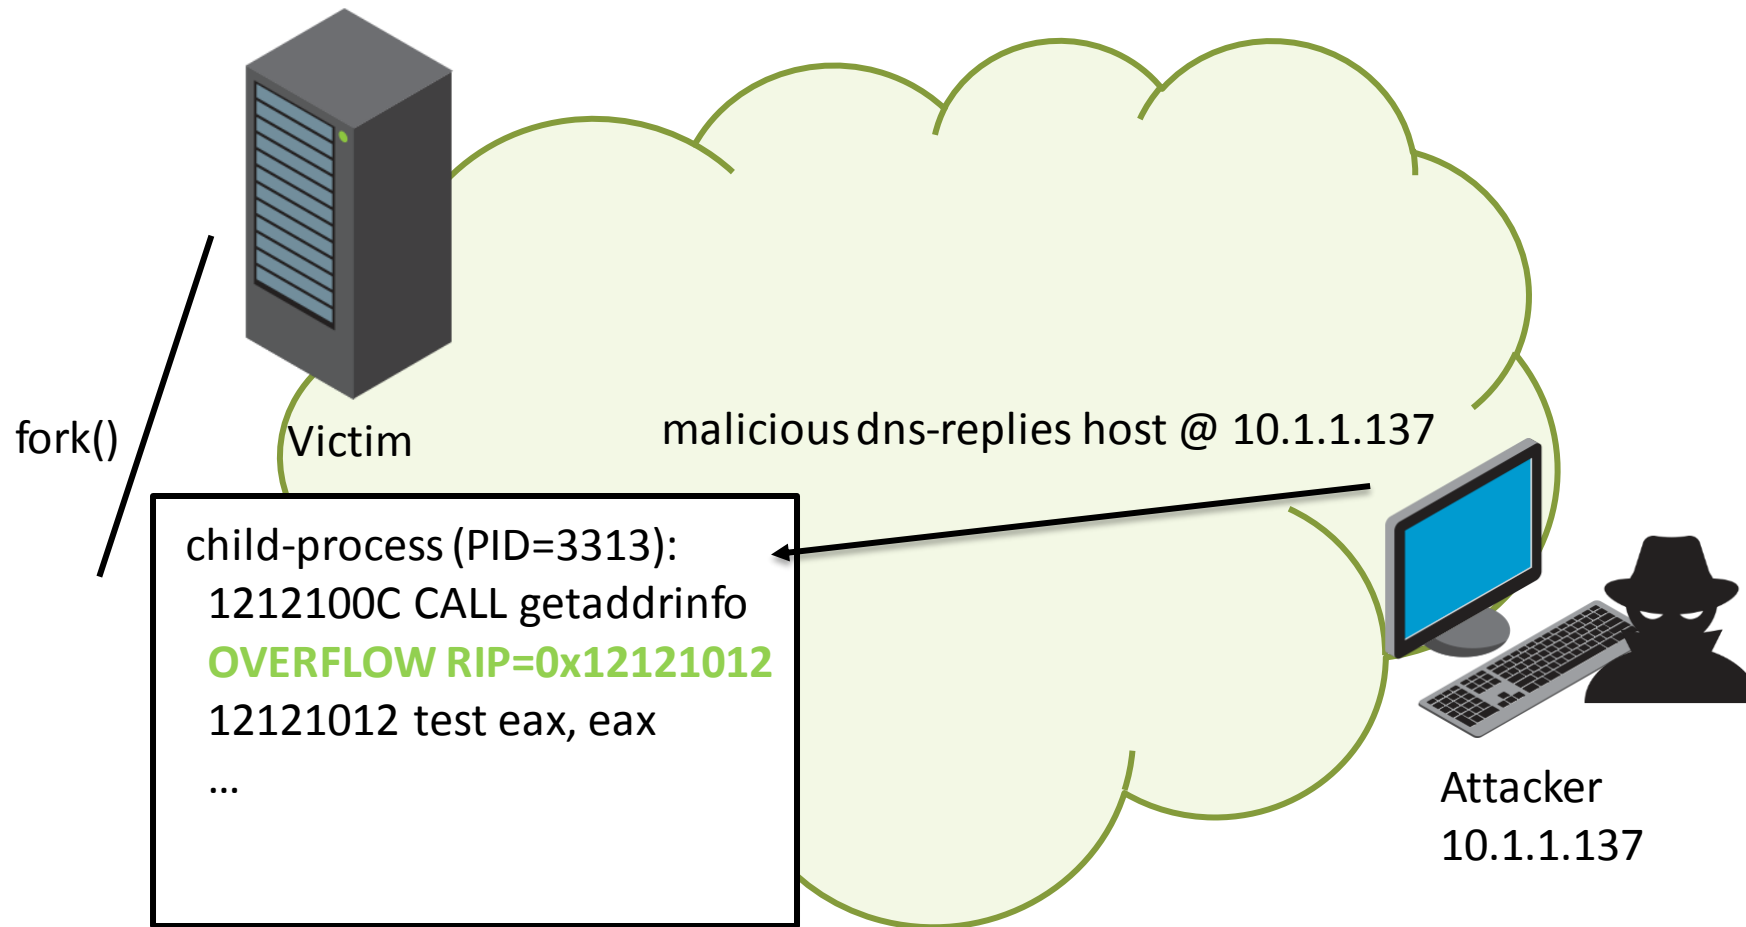 fork()
Victim
malicious dns-replies host @ 10.1.1.137
child-process (PID=3313):
1212100C CALL getaddrinfo
OVERFLOW RIP=0x12121012
12121012 test eax, eax
…
Attacker
10.1.1.137